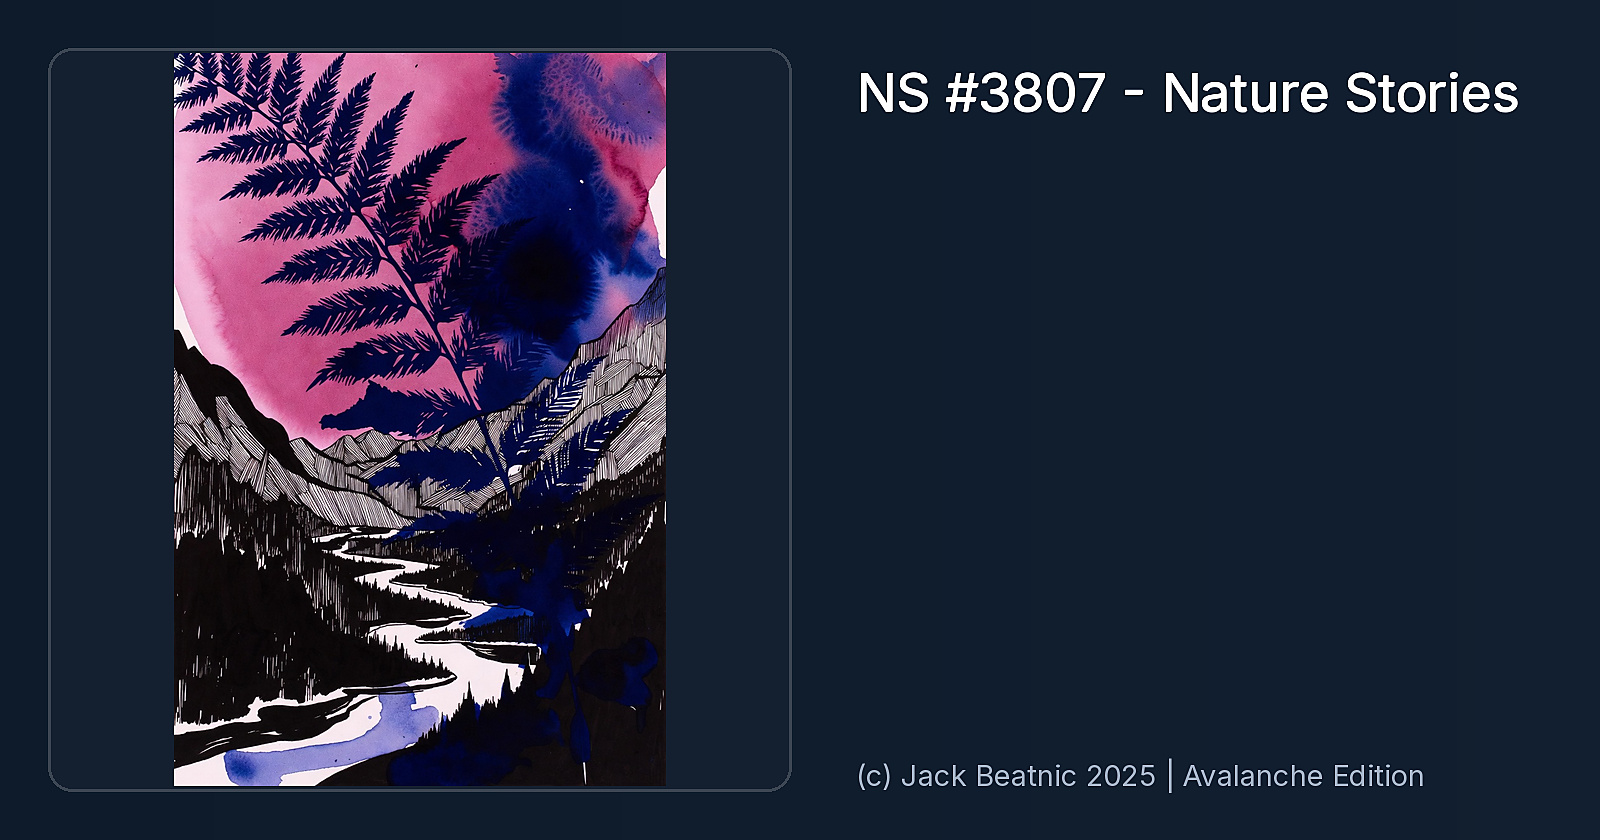 NS #3807 - Nature Stories
(c) Jack Beatnic 2025 | Avalanche Edition